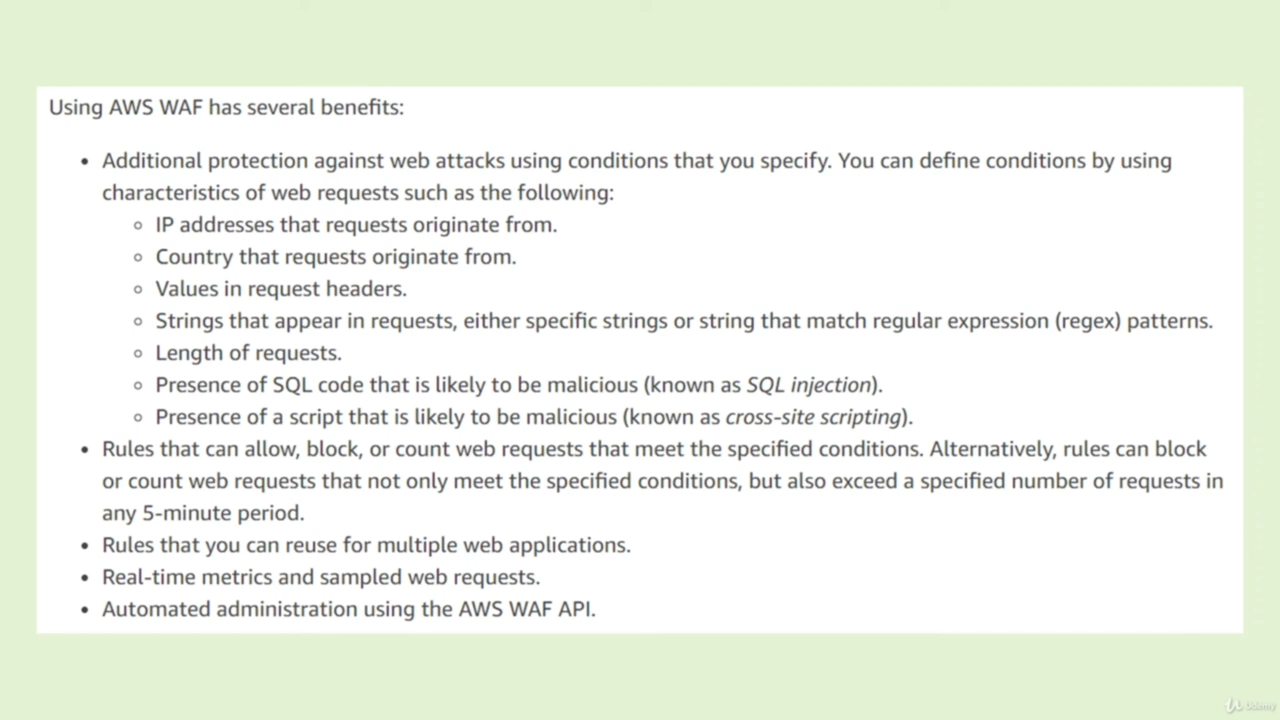 Using AWS WAF has several benefits:
• Additional protection against web attacks using conditions that you specify. You can define conditions by using
characteristics of web requests such as the following:
◦ IP addresses that requests originate from.
◦ Country that requests originate from.
◦ Values in request headers.
◦ Strings that appear in requests, either specific strings or string that match regular expression (regex) patterns.
◦ Length of requests.
◦ Presence of SQL code that is likely to be malicious (known as SQL injection).
◦ Presence of a script that is likely to be malicious (known as cross-site scripting).
• Rules that can allow, block, or count web requests that meet the specified conditions. Alternatively, rules can block
or count web requests that not only meet the specified conditions, but also exceed a specified number of requests in
any 5-minute period.
• Rules that you can reuse for multiple web applications.
• Real-time metrics and sampled web requests.
• Automated administration using the AWS WAF API.
Udemy